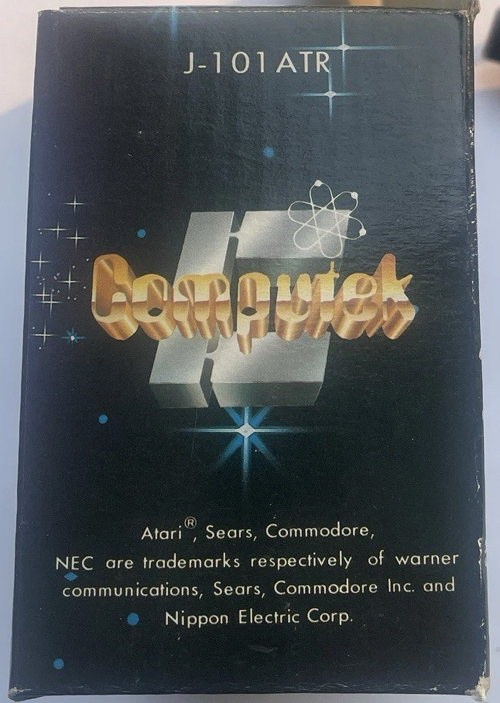 J-101ATR
Computek
Atari®, Sears, Commodore,
NEC are trademarks respectively of warner
communications, Sears, Commodore Inc. and
Nippon Electric Corp.